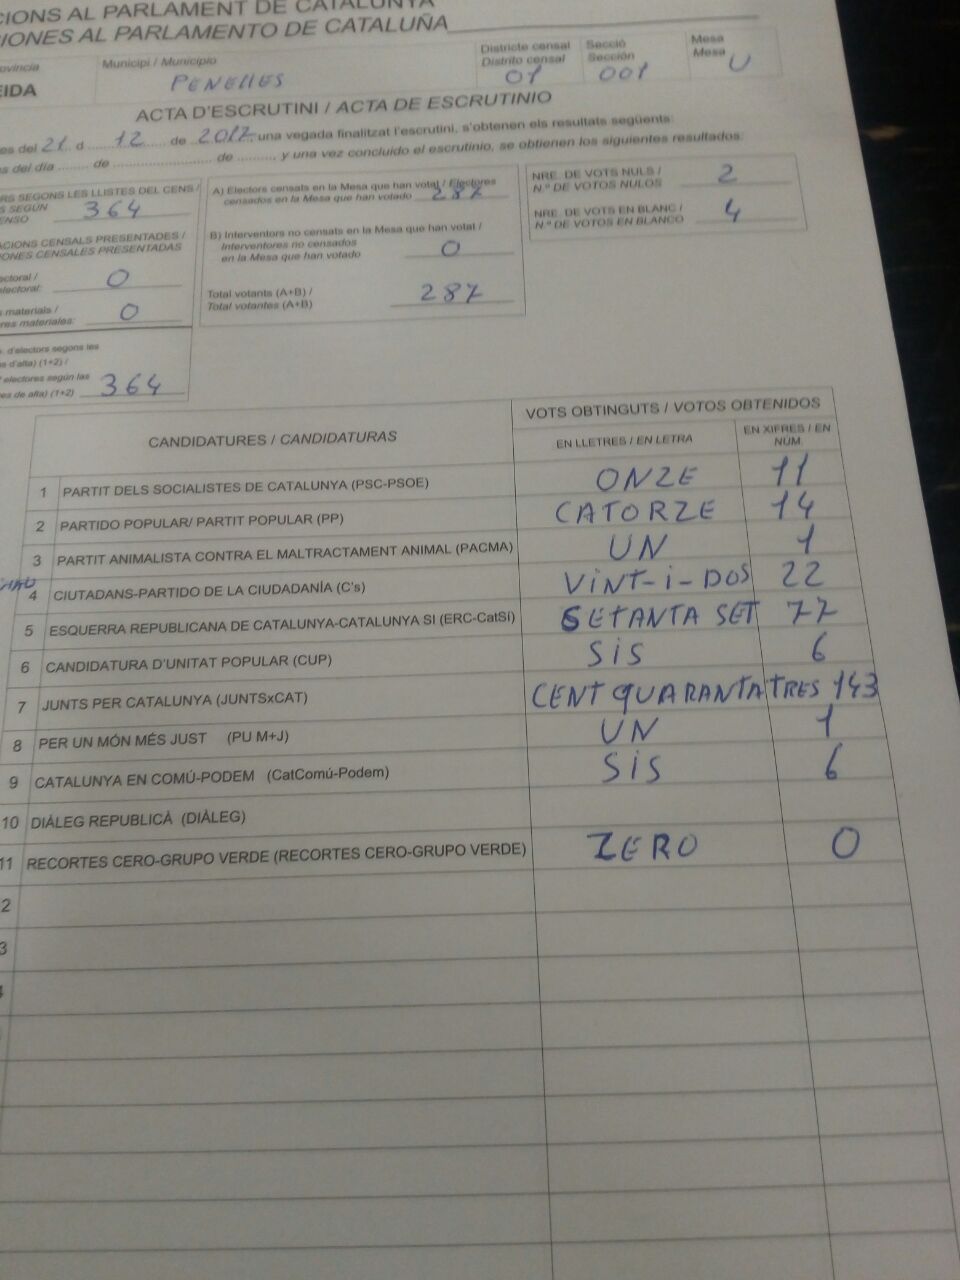 CIONS AL PARLAMENT DE CATALUNYA
IONES AL PARLAMENTO DE CATALUÑA
ovincia Municipi / Municipio Districte censal Secció Mesa
Distrito censal Sección Mesa
EIDA PENELLES 01 001 U
ACTA D'ESCRUTINI / ACTA DE ESCRUTINIO
es del 21 d 12 de 2017, una vegada finalitzat l'escrutini, s'obtenen els resultats següents:
s del día ........ de ........................ de .......... y una vez concluido el escrutinio, se obtienen los siguientes resultados:
RS SEGONS LES LLISTES DEL CENS /
S SEGÚN
ENSO 364
A) Electors censats en la Mesa que han votat / Electores
censados en la Mesa que han votado 287
NRE. DE VOTS NULS /
N.º DE VOTOS NULOS 2
NRE. DE VOTS EN BLANC /
N.º DE VOTOS EN BLANCO 4
ACIONS CENSALS PRESENTADES /
IONES CENSALES PRESENTADAS
B) Interventors no censats en la Mesa que han votat /
Interventores no censados
en la Mesa que han votado 0
ectoral /
electoral: 0
s materials /
res materiales: 0
Total votants (A+B) /
Total votantes (A+B) 287
. d'electors segons les
s d'alta) (1+2) /
electores según las
es de alta) (1+2) 364
CANDIDATURES / CANDIDATURAS VOTS OBTINGUTS / VOTOS OBTENIDOS
EN LLETRES / EN LETRA EN XIFRES / EN
NÚM.
1 PARTIT DELS SOCIALISTES DE CATALUNYA (PSC-PSOE) ONZE 11
2 PARTIDO POPULAR/ PARTIT POPULAR (PP) CATORZE 14
3 PARTIT ANIMALISTA CONTRA EL MALTRACTAMENT ANIMAL (PACMA) UN 1
4 CIUTADANS-PARTIDO DE LA CIUDADANÍA (C's) VINT-i-DOS 22
5 ESQUERRA REPUBLICANA DE CATALUNYA-CATALUNYA SI (ERC-CatSí) SETANTA SET 77
6 CANDIDATURA D'UNITAT POPULAR (CUP) SiS 6
7 JUNTS PER CATALUNYA (JUNTSxCAT) CENT QUARANTA TRES 143
8 PER UN MÓN MÉS JUST (PU M+J) UN 1
9 CATALUNYA EN COMÚ-PODEM (CatComú-Podem) SiS 6
10 DIÀLEG REPUBLICÀ (DIÀLEG)
11 RECORTES CERO-GRUPO VERDE (RECORTES CERO-GRUPO VERDE) ZERO 0
2
3